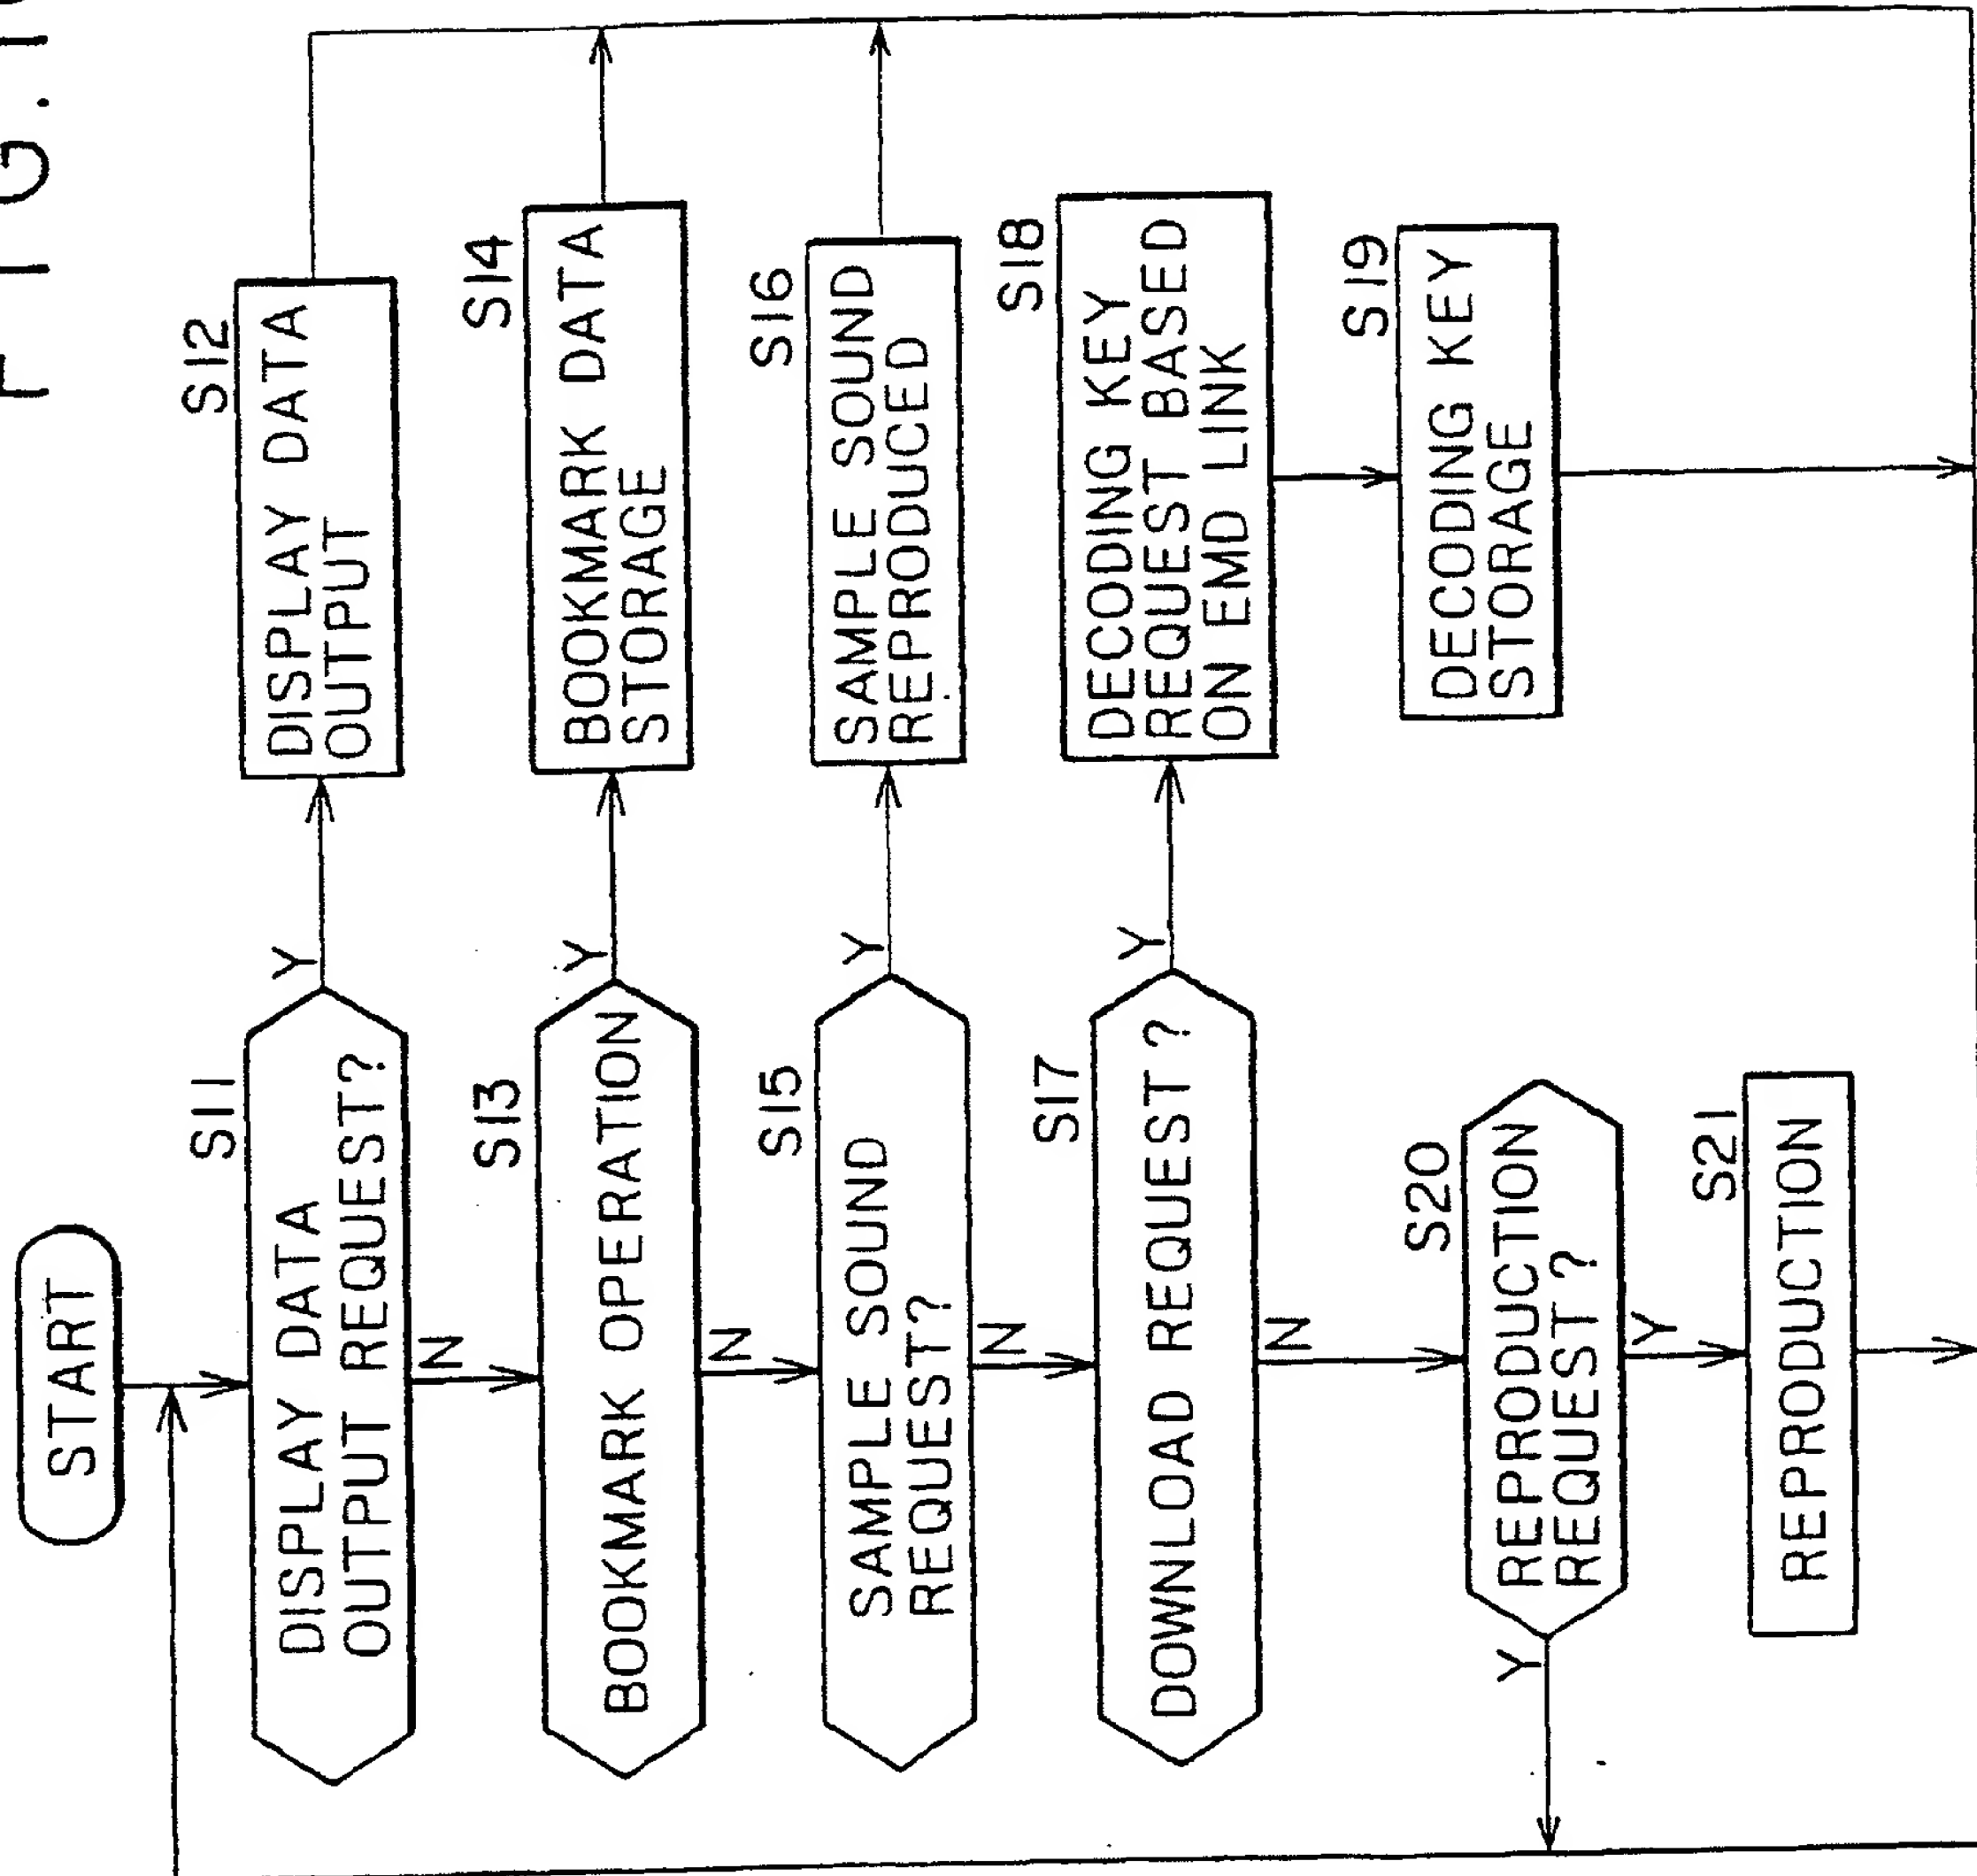 FIG.1
START
S11
DISPLAY DATA
OUTPUT REQUEST?
Y
N
S12
DISPLAY DATA
OUTPUT
S13
BOOKMARK OPERATION
Y
N
S14
BOOKMARK DATA
STORAGE
S15
SAMPLE SOUND
REQUEST?
Y
N
S16
SAMPLE SOUND
REPRODUCED
S17
DOWNLOAD REQUEST?
Y
N
S18
DECODING KEY
REQUEST BASED
ON EMD LINK
S19
DECODING KEY
STORAGE
S20
REPRODUCTION
REQUEST?
Y
Y
S21
REPRODUCTION